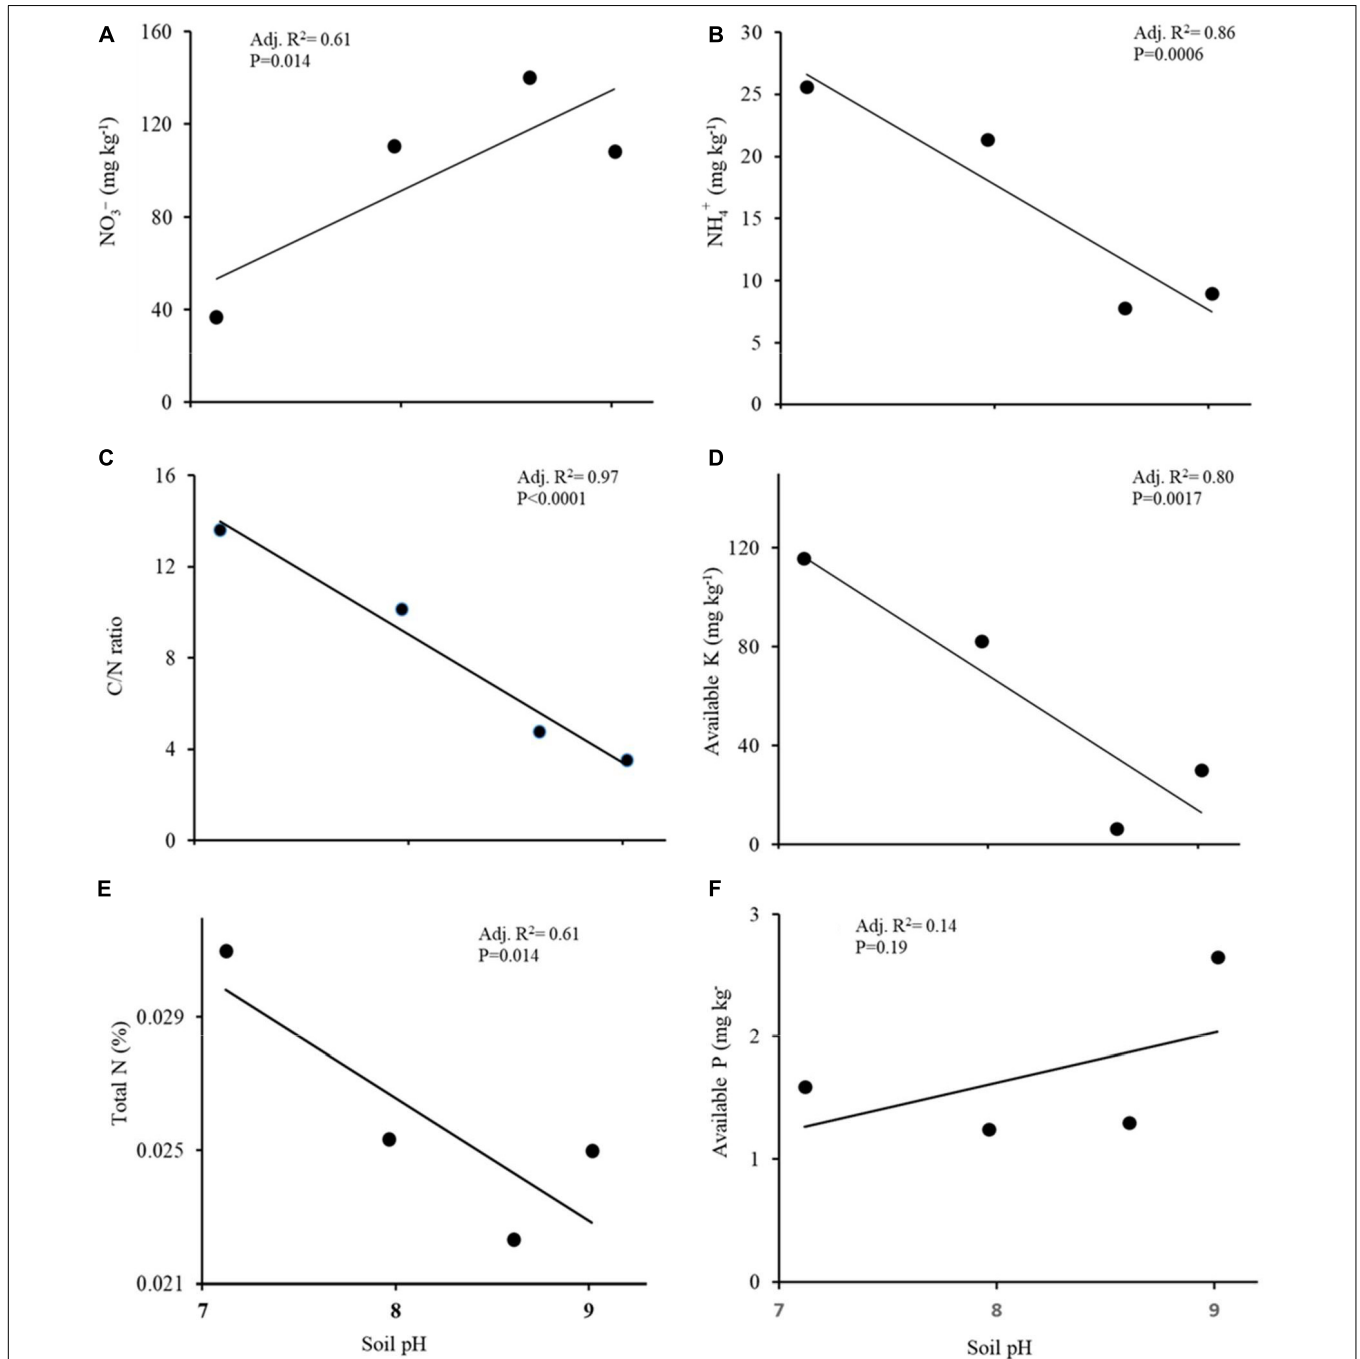 A
Adj. R²= 0.61
P=0.014
160
120
80
40
0
NO₃⁻ (mg kg⁻¹)
B
Adj. R²= 0.86
P=0.0006
30
25
20
15
10
5
0
NH₄⁺ (mg kg⁻¹)
C
Adj. R²= 0.97
P<0.0001
16
12
8
4
0
C/N ratio
D
Adj. R²= 0.80
P=0.0017
120
80
40
0
Available K (mg kg⁻¹)
E
Adj. R²= 0.61
P=0.014
0.029
0.025
0.021
Total N (%)
7 8 9
Soil pH
F
Adj. R²= 0.14
P=0.19
3
2
1
0
Available P (mg kg⁻
7 8 9
Soil pH